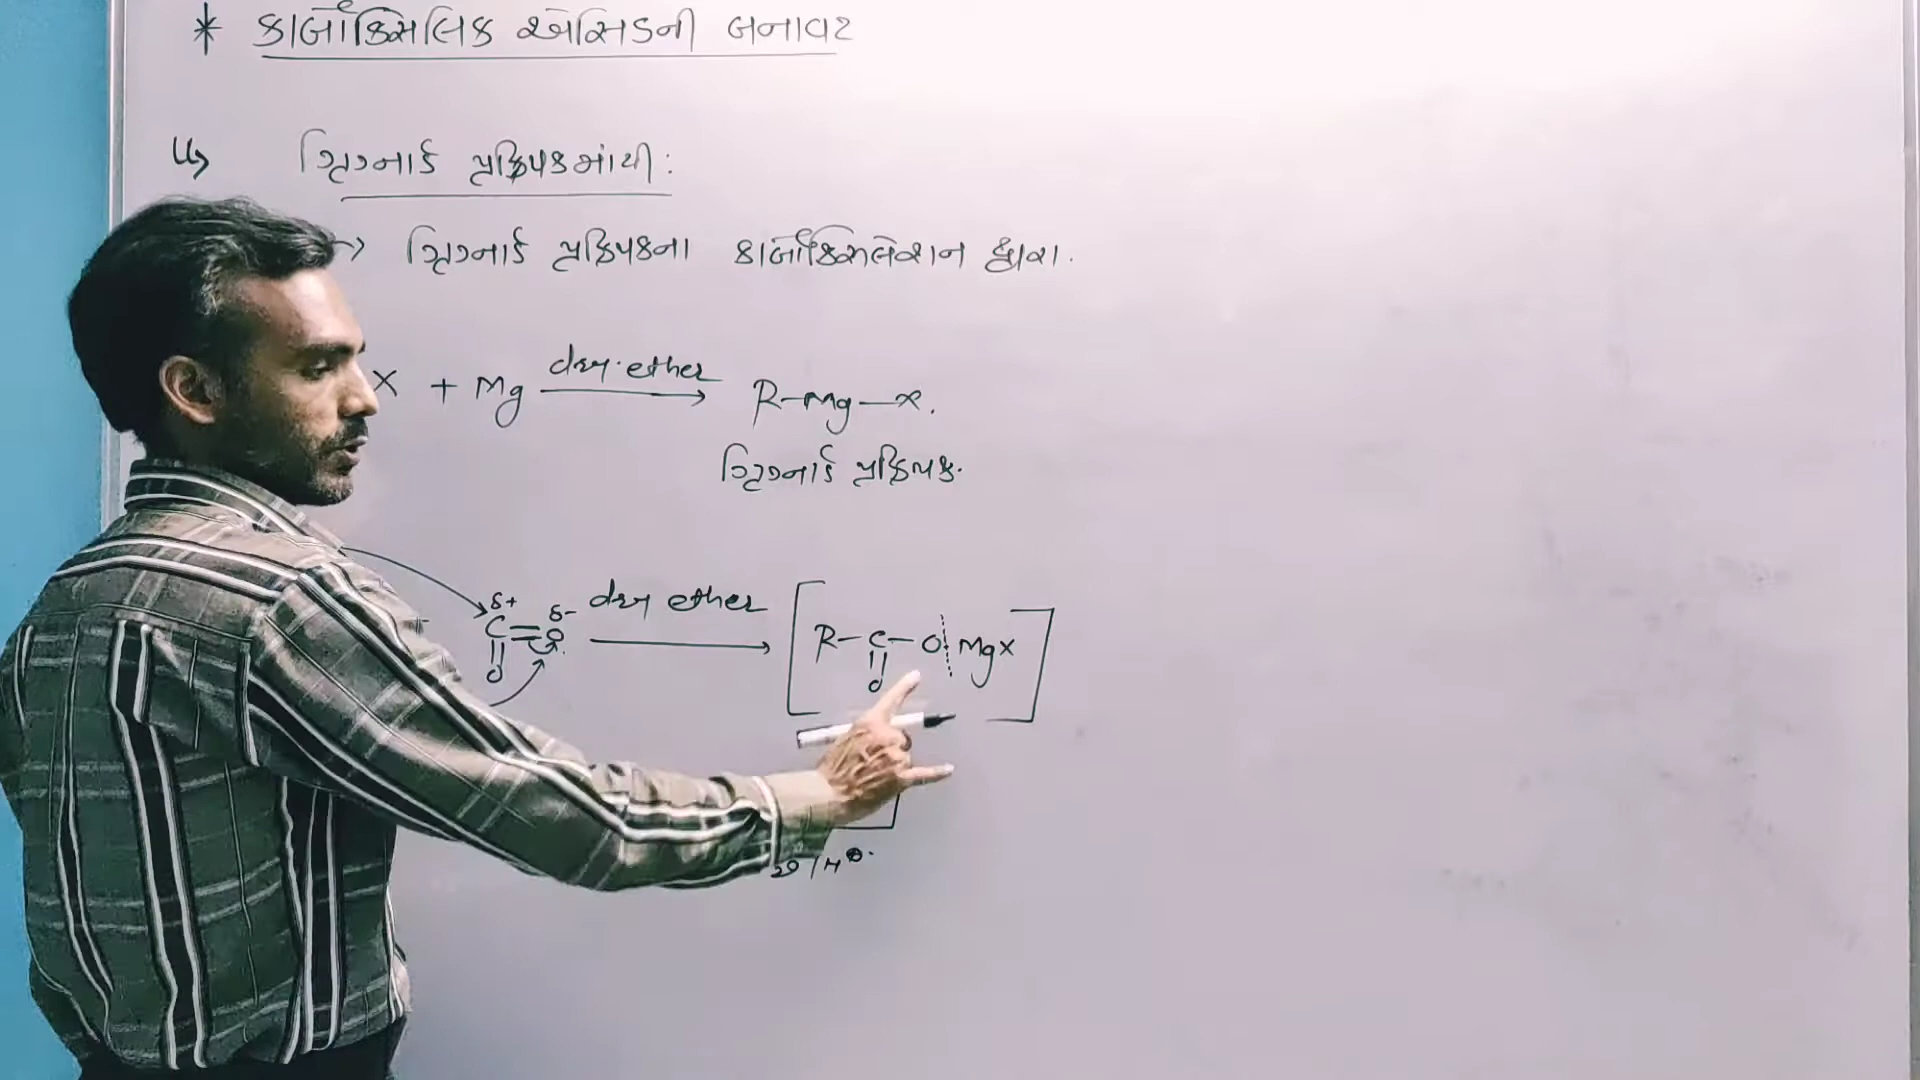 * કાર્બોક્સિલિક એસિડની બનાવટ
ગ્રિગ્નાર્ડ પ્રક્રિયકમાંથી :
→ ગ્રિગ્નાર્ડ પ્રક્રિયકના કાર્બોક્સિલેશન દ્વારા.
X + Mg dry ether → R-Mg-X.
ગ્રિગ્નાર્ડ પ્રક્રિયક.
δ+ δ- dry ether
C=O → [R-C-O MgX]
O O